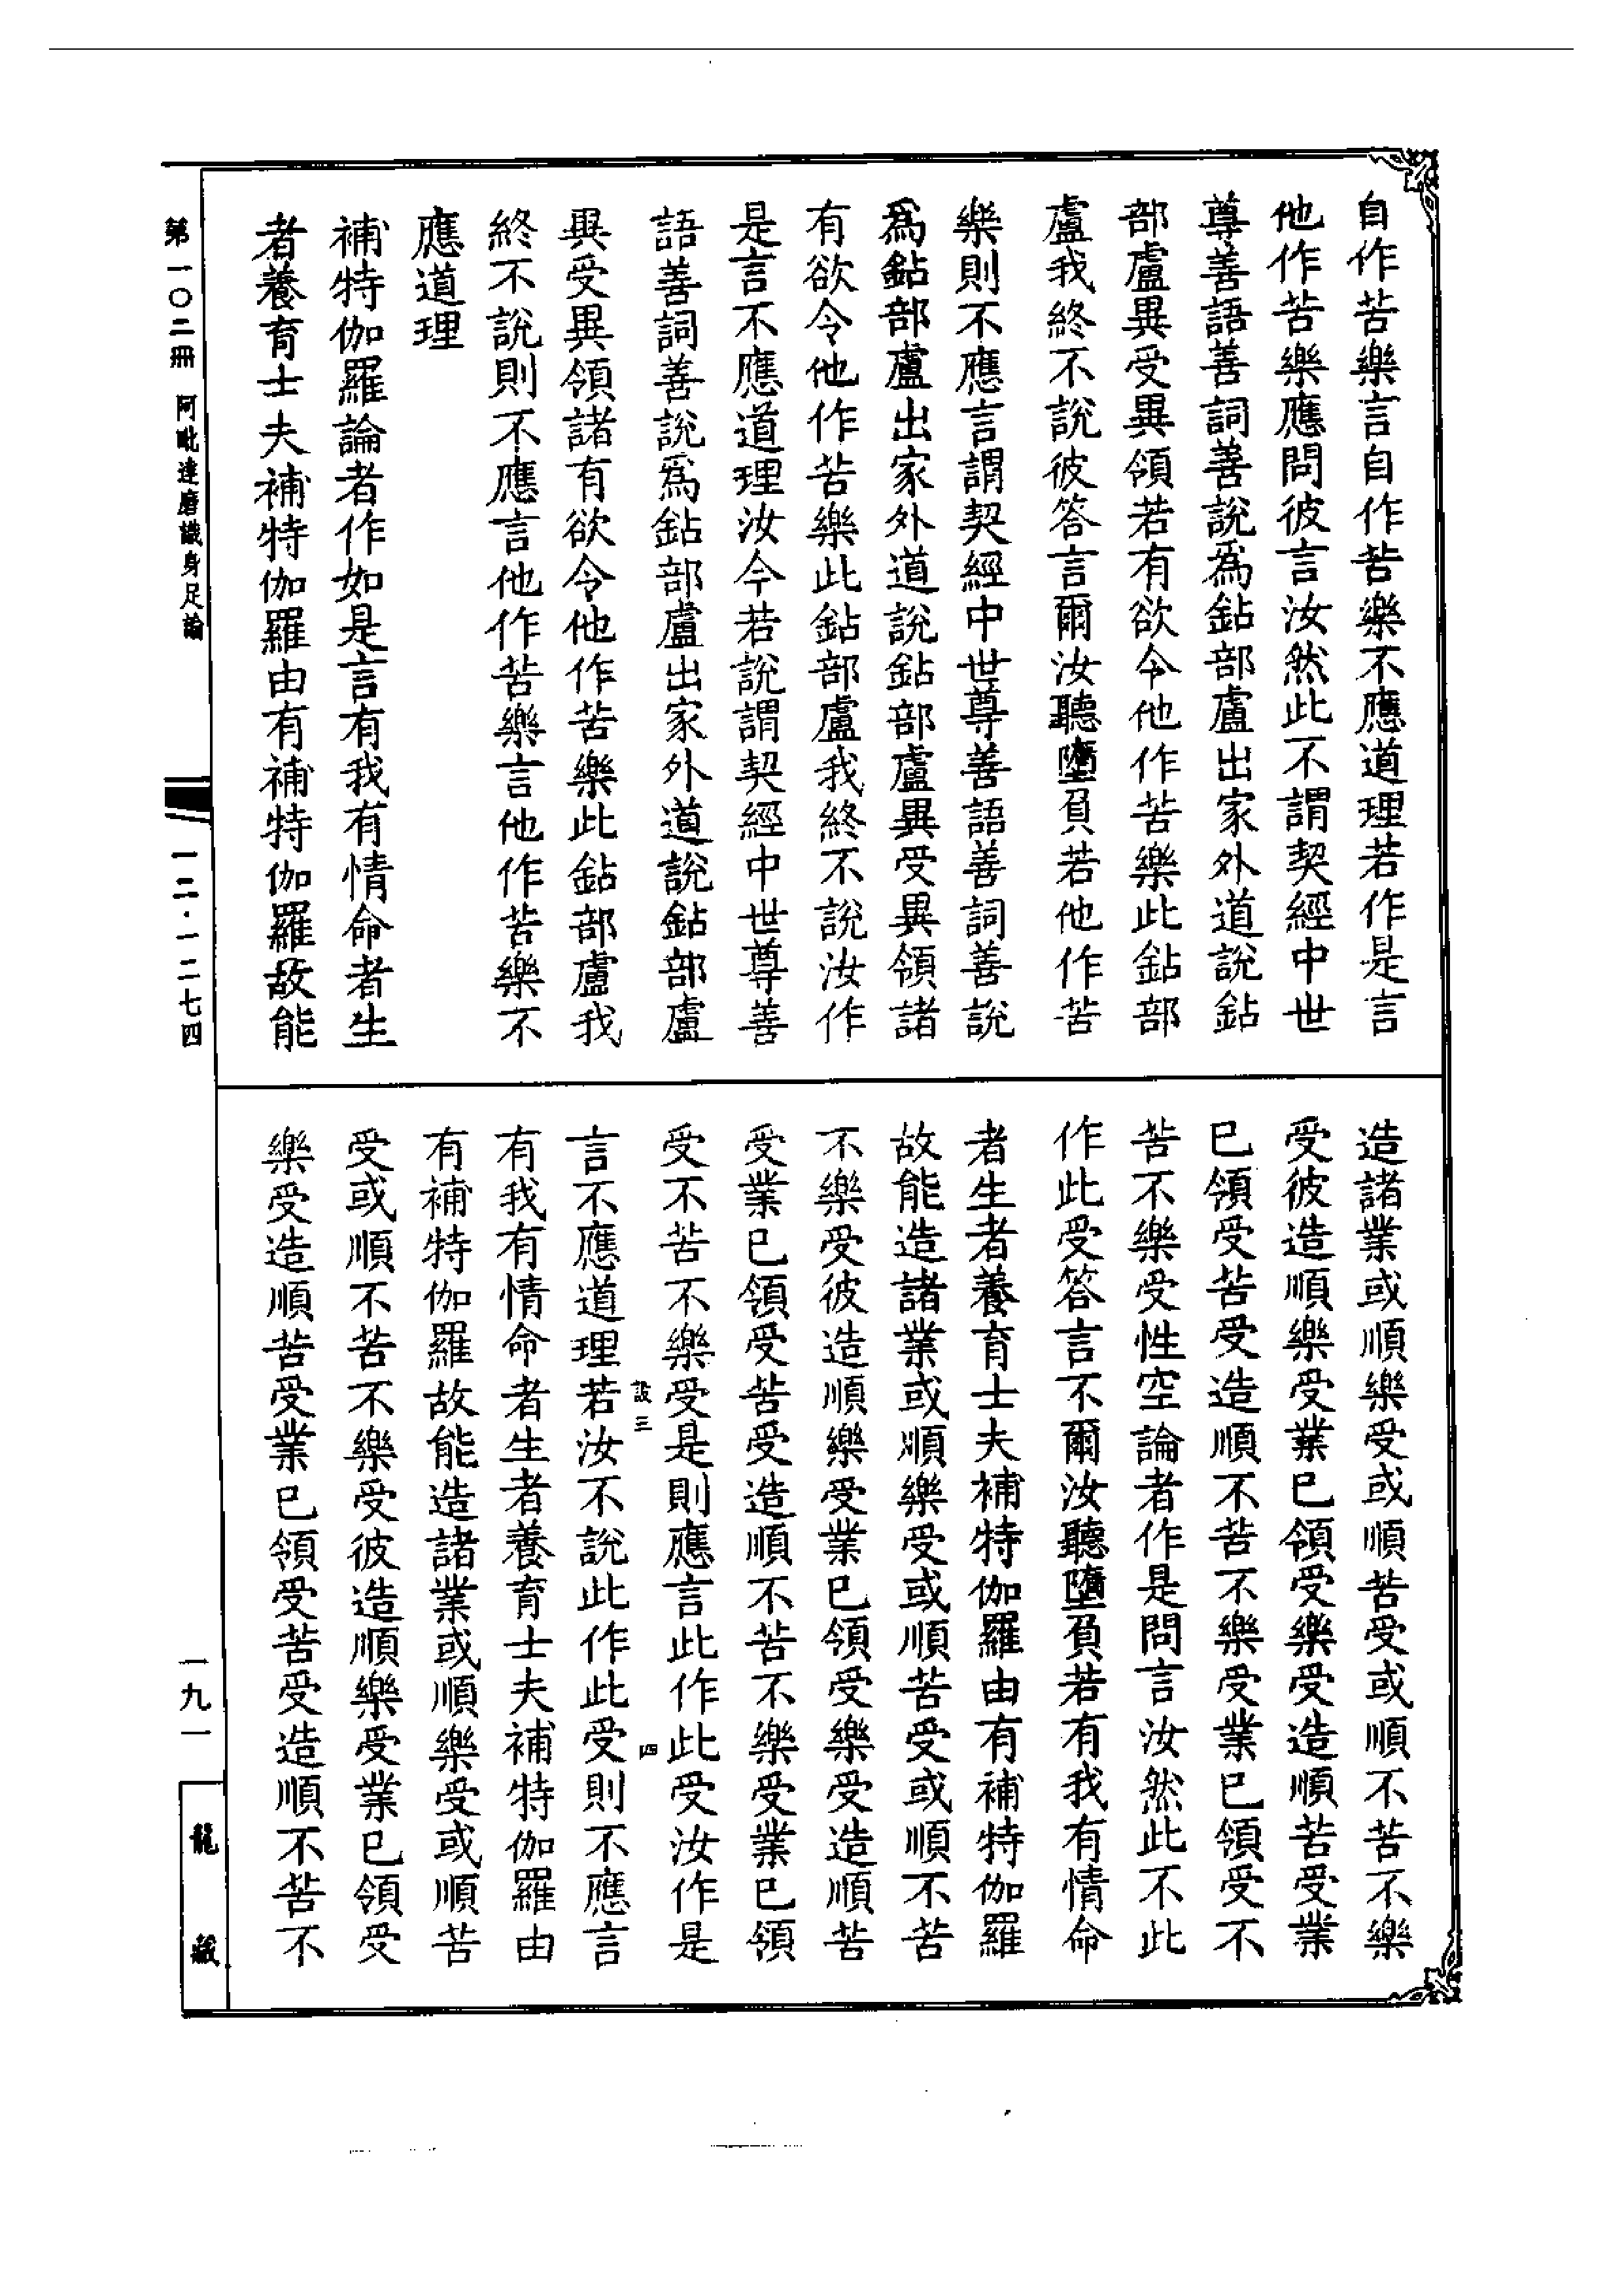 自作苦樂言自作苦樂不應道理若作是言
他作苦樂應問彼言汝然此不謂契經中世
尊善語善詞善說爲鈷部盧出家外道說鈷
部盧異受異領若有欲令他作苦樂此鈷部
盧我終不說彼答言爾汝聽墮負若他作苦
樂則不應言謂契經中世尊善語善詞善說
爲鈷部盧出家外道說鈷部盧異受異領諸
有欲令他作苦樂此鈷部盧我終不說汝作
是言不應道理汝今若說謂契經中世尊善
語善詞善說爲鈷部盧出家外道說鈷部盧
異受異領諸有欲令他作苦樂此鈷部盧我
終不說則不應言他作苦樂言他作苦樂不
應道理
補特伽羅論者作如是言有我有情命者生
者養育士夫補特伽羅由有補特伽羅故能
造諸業或順樂受或順苦受或順不苦不樂
受彼造順樂受業已領受樂受造順苦受業
已領受苦受造順不苦不樂受業已領受不
苦不樂受性空論者作是問言汝然此不此
作此受答言不爾汝聽墮負若有我有情命
者生者養育士夫補特伽羅由有補特伽羅
故能造諸業或順樂受或順苦受或順不苦
不樂受彼造順樂受業已領受樂受造順苦
受業已領受苦受造順不苦不樂受業已領
受不苦不樂受是則應言此作此受汝作是
設三 四
言不應道理若汝不說此作此受則不應言
有我有情命者生者養育士夫補特伽羅由
有補特伽羅故能造諸業或順樂受或順苦
受或順不苦不樂受彼造順樂受業已領受
樂受造順苦受業已領受苦受造順不苦不
第一〇二冊 阿毗達磨識身足論
一二·一二七四
一九一
龍藏